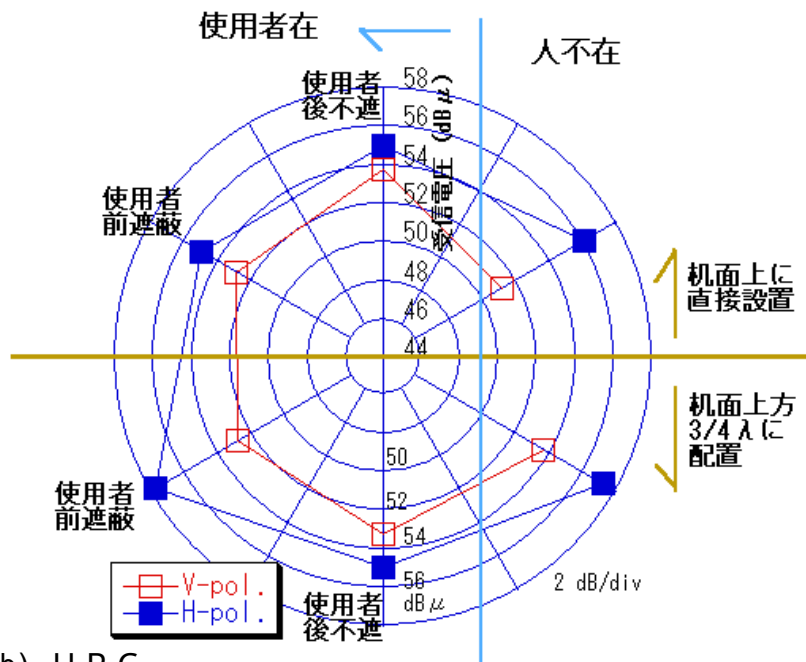 使用者在
人不在
使用者
後不遮
58
56
54
52
50
48
46
44
受信電圧 (dBμ)
使用者
前遮蔽
机面上に
直接設置
机面上方
3/4λに
配置
50
52
54
56
dBμ
使用者
前遮蔽
使用者
後不遮
2 dB/div
V-pol.
H-pol.